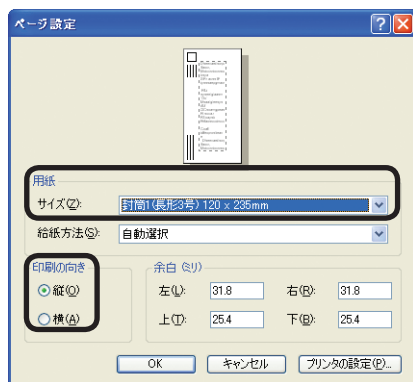 ページ設定
用紙
サイズ(Z): 封筒1(長形3号) 120 x 235mm
給紙方法(S): 自動選択
印刷の向き
縦(O)
横(A)
余白 (ミリ)
左(L): 31.8 右(R): 31.8
上(T): 25.4 下(B): 25.4
OK キャンセル プリンタの設定(P)...